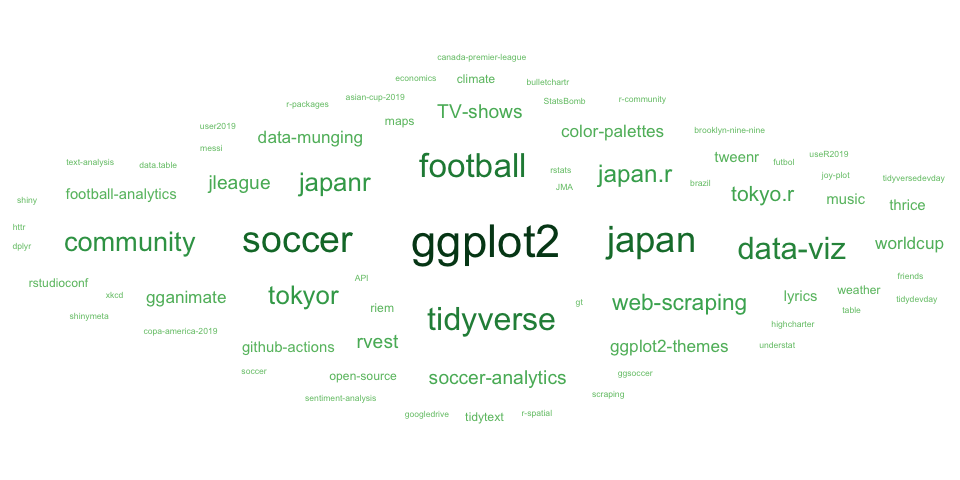 canada-premier-league
economics climate bulletchartr
r-packages asian-cup-2019 TV-shows StatsBomb r-community
user2019 data-munging maps color-palettes brooklyn-nine-nine
messi
text-analysis data.table football tweenr futbol useR2019
shiny football-analytics jleague japanr rstats japan.r brazil tokyo.r joy-plot tidyversedevday
JMA music thrice
httr
dplyr community soccer ggplot2 japan data-viz worldcup
rstudioconf API friends
xkcd gganimate tokyor riem gt web-scraping lyrics weather tidydevday
shinymeta tidyverse table
copa-america-2019 highcharter
github-actions rvest ggplot2-themes understat
soccer open-source soccer-analytics ggsoccer
sentiment-analysis scraping
googledrive tidytext r-spatial